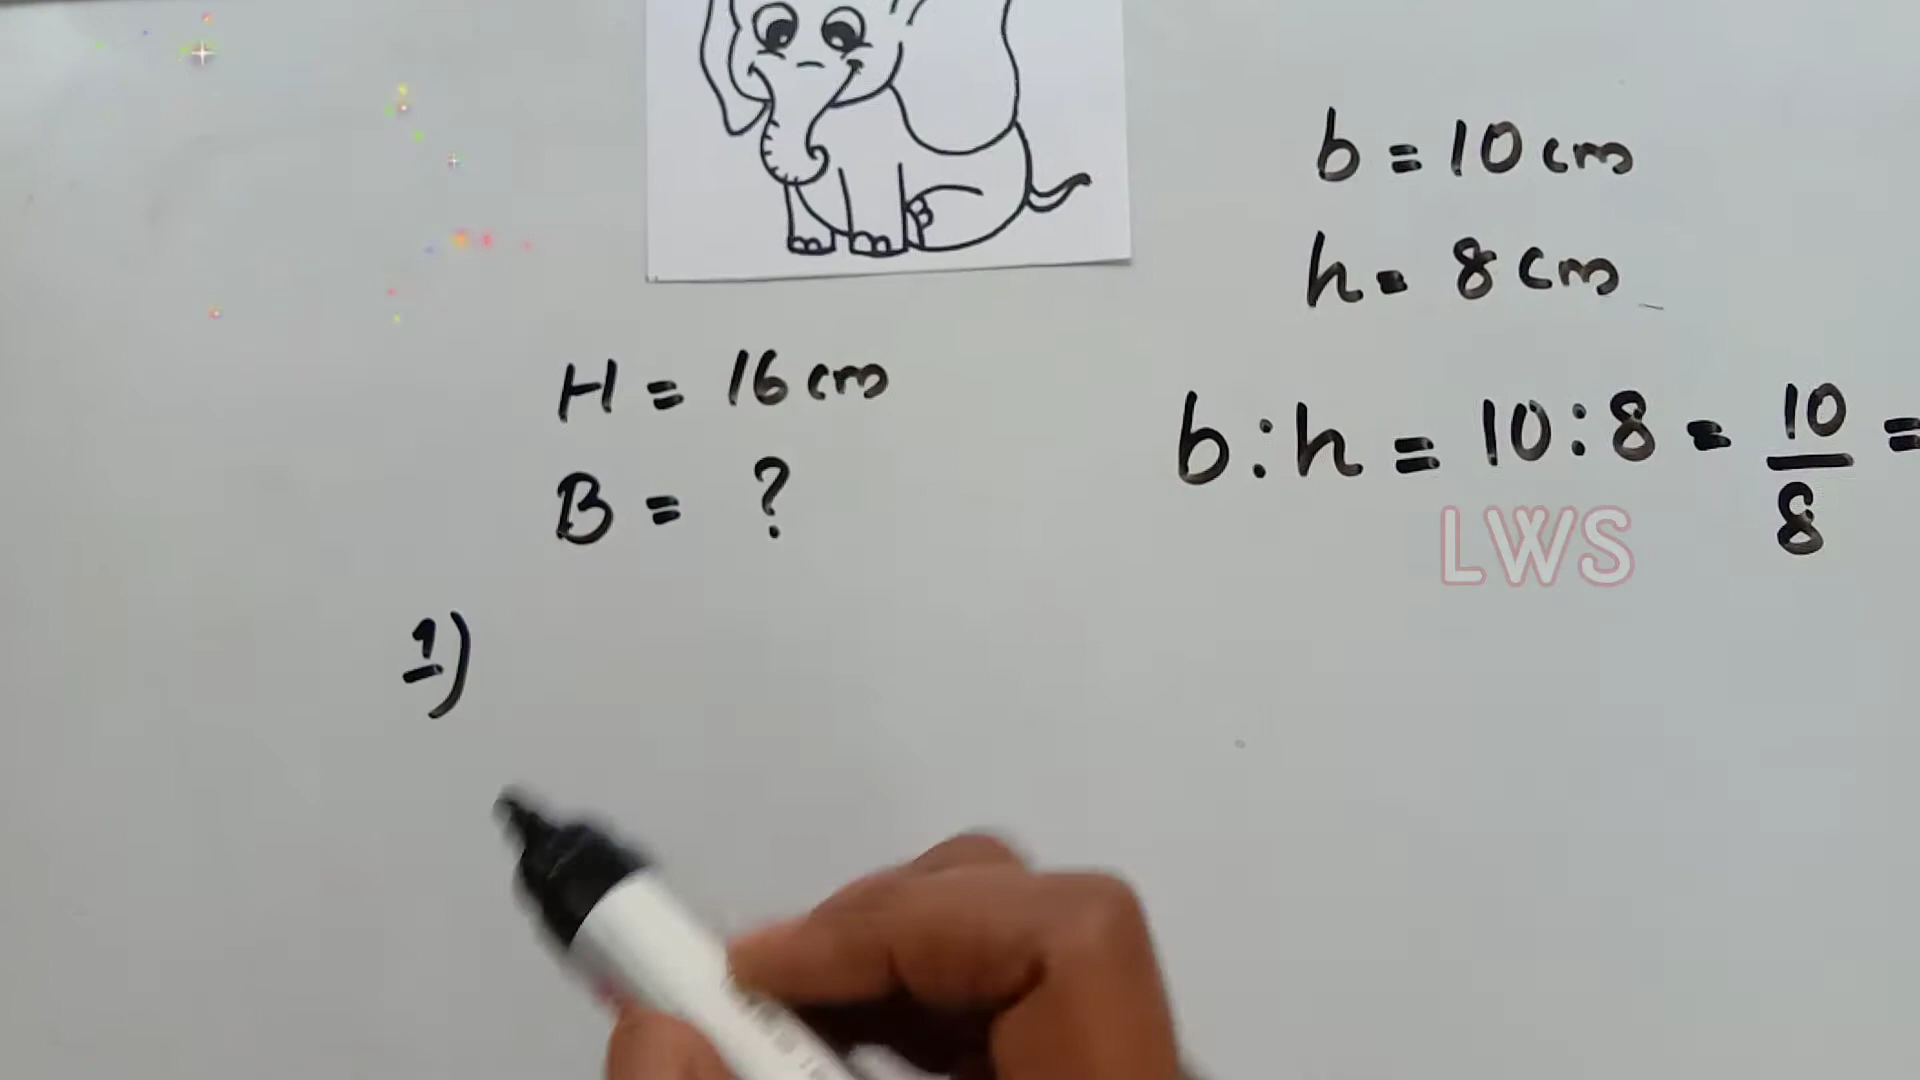 b = 10 cm
h = 8 cm
H = 16 cm
B = ?
b : h = 10 : 8 = 10/8 =
LWS
1)